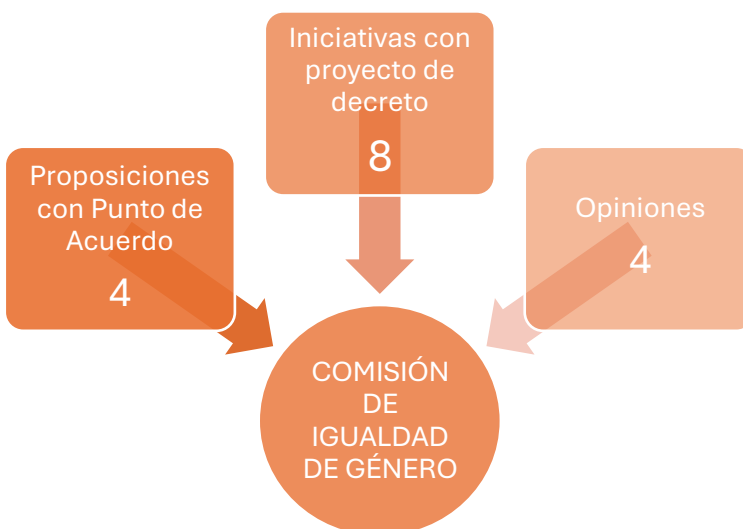 Iniciativas con
proyecto de
decreto
8
Proposiciones
con Punto de
Acuerdo
4
Opiniones
4
COMISIÓN
DE
IGUALDAD
DE GÉNERO